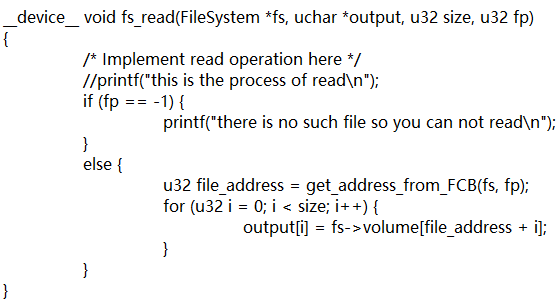 __device__ void fs_read(FileSystem *fs, uchar *output, u32 size, u32 fp)
{
/* Implement read operation here */
//printf("this is the process of read\n");
if (fp == -1) {
printf("there is no such file so you can not read\n");
}
else {
u32 file_address = get_address_from_FCB(fs, fp);
for (u32 i = 0; i < size; i++) {
output[i] = fs->volume[file_address + i];
}
}
}